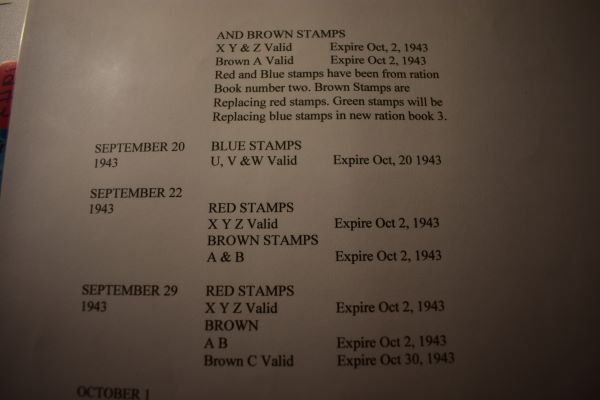 AND BROWN STAMPS
X Y & Z Valid Expire Oct, 2, 1943
Brown A Valid Expire Oct 2, 1943
Red and Blue stamps have been from ration
Book number two. Brown Stamps are
Replacing red stamps. Green stamps will be
Replacing blue stamps in new ration book 3.
SEPTEMBER 20 BLUE STAMPS
1943 U, V &W Valid Expire Oct, 20 1943
SEPTEMBER 22
1943 RED STAMPS
X Y Z Valid Expire Oct 2, 1943
BROWN STAMPS
A & B Expire Oct 2, 1943
SEPTEMBER 29 RED STAMPS
1943 X Y Z Valid Expire Oct 2, 1943
BROWN
A B Expire Oct 2, 1943
Brown C Valid Expire Oct 30, 1943
OCTOBER 1